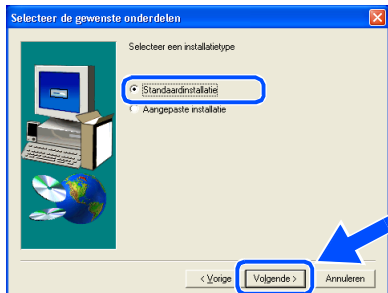 Selecteer de gewenste onderdelen
Selecteer een installatietype
Standaardinstallatie
Aangepaste installatie
< Vorige
Volgende >
Annuleren